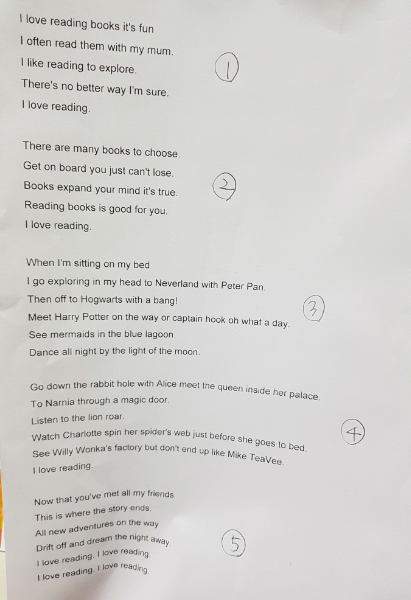 I love reading books it's fun
I often read them with my mum.
I like reading to explore.
There's no better way I'm sure.
I love reading.
1
There are many books to choose.
Get on board you just can't lose.
Books expand your mind it's true.
Reading books is good for you.
I love reading.
2
When I'm sitting on my bed
I go exploring in my head to Neverland with Peter Pan.
Then off to Hogwarts with a bang!
Meet Harry Potter on the way or captain hook oh what a day.
See mermaids in the blue lagoon.
Dance all night by the light of the moon.
3
Go down the rabbit hole with Alice meet the queen inside her palace.
To Narnia through a magic door.
Listen to the lion roar.
Watch Charlotte spin her spider's web just before she goes to bed.
See Willy Wonka's factory but don't end up like Mike TeaVee.
I love reading.
4
Now that you've met all my friends
This is where the story ends.
All new adventures on the way
Drift off and dream the night away
I love reading, I love reading.
I love reading, I love reading.
5